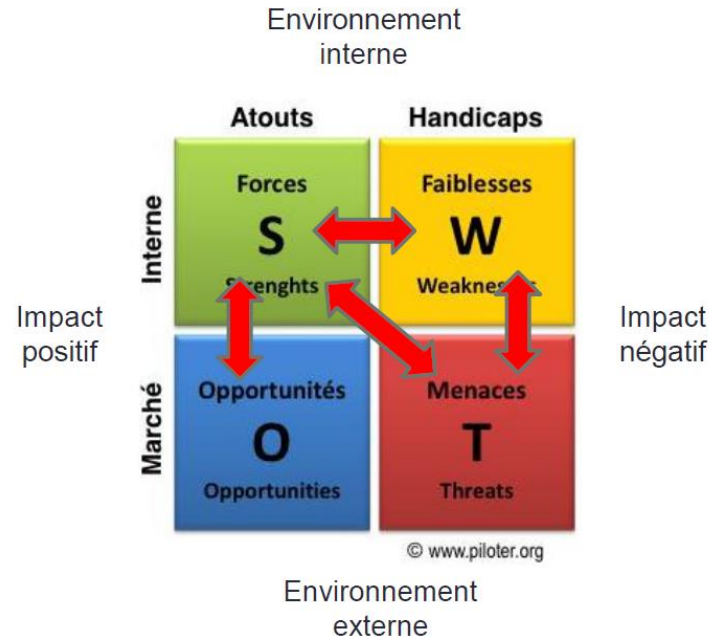 Environnement
interne
Atouts
Handicaps
Interne
Forces
S
Strenghts
Faiblesses
W
Impact
positif
Impact
négatif
Marché
Opportunités
O
Opportunities
Menaces
T
Threats
© www.piloter.org
Environnement
externe